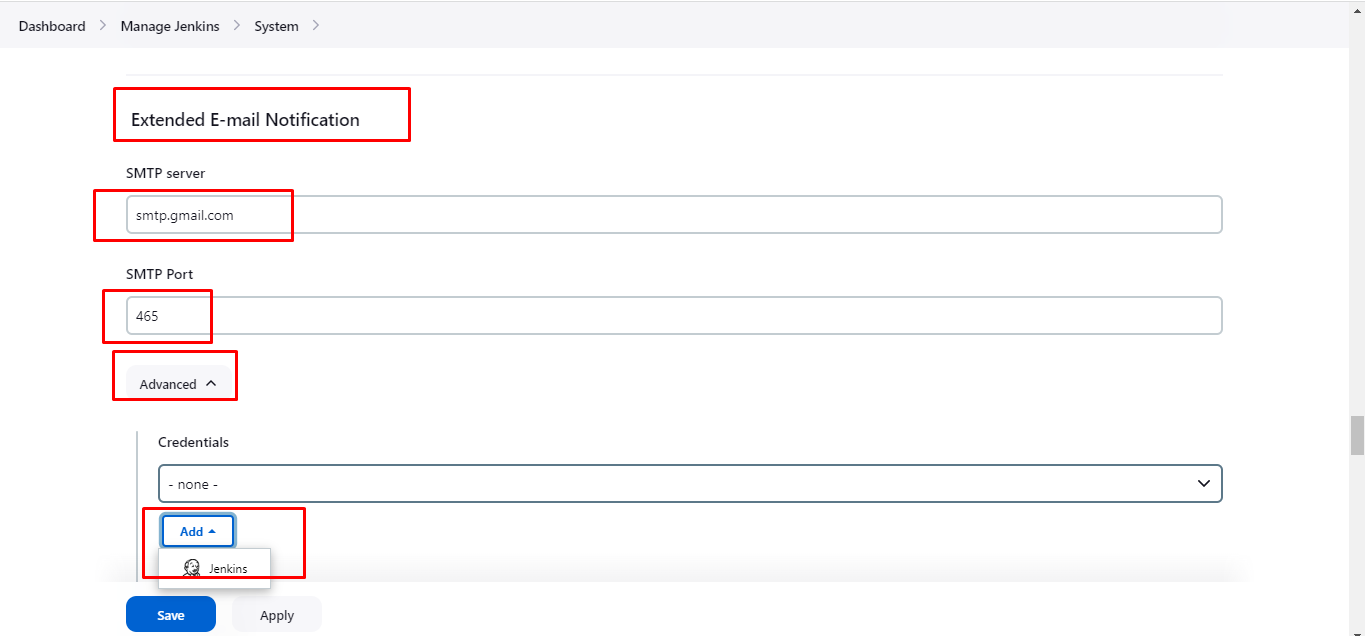 Dashboard > Manage Jenkins > System >
Extended E-mail Notification
SMTP server
smtp.gmail.com
SMTP Port
465
Advanced
Credentials
- none -
Add
Jenkins
Save Apply